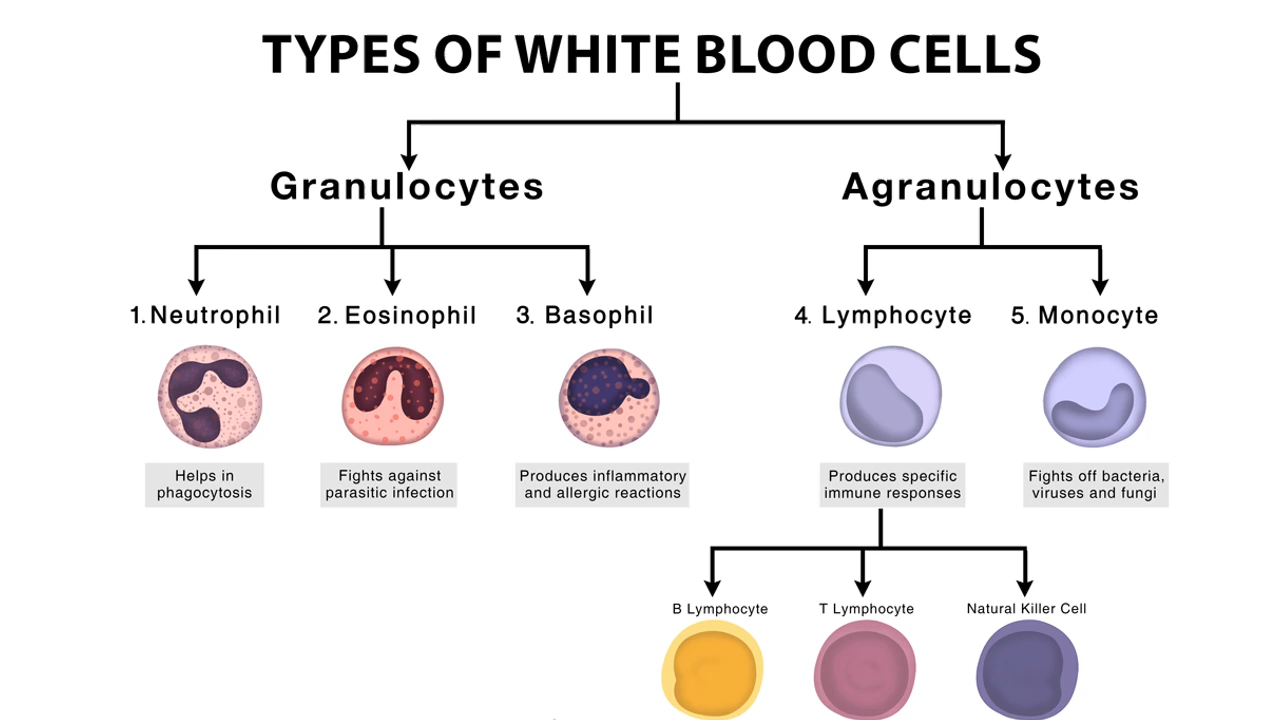 TYPES OF WHITE BLOOD CELLS
Granulocytes
Agranulocytes
1. Neutrophil
2. Eosinophil
3. Basophil
4. Lymphocyte
5. Monocyte
Helps in
phagocytosis
Fights against
parasitic infection
Produces inflammatory
and allergic reactions
Produces specific
immune responses
Fights off bacteria,
viruses and fungi
B Lymphocyte
T Lymphocyte
Natural Killer Cell